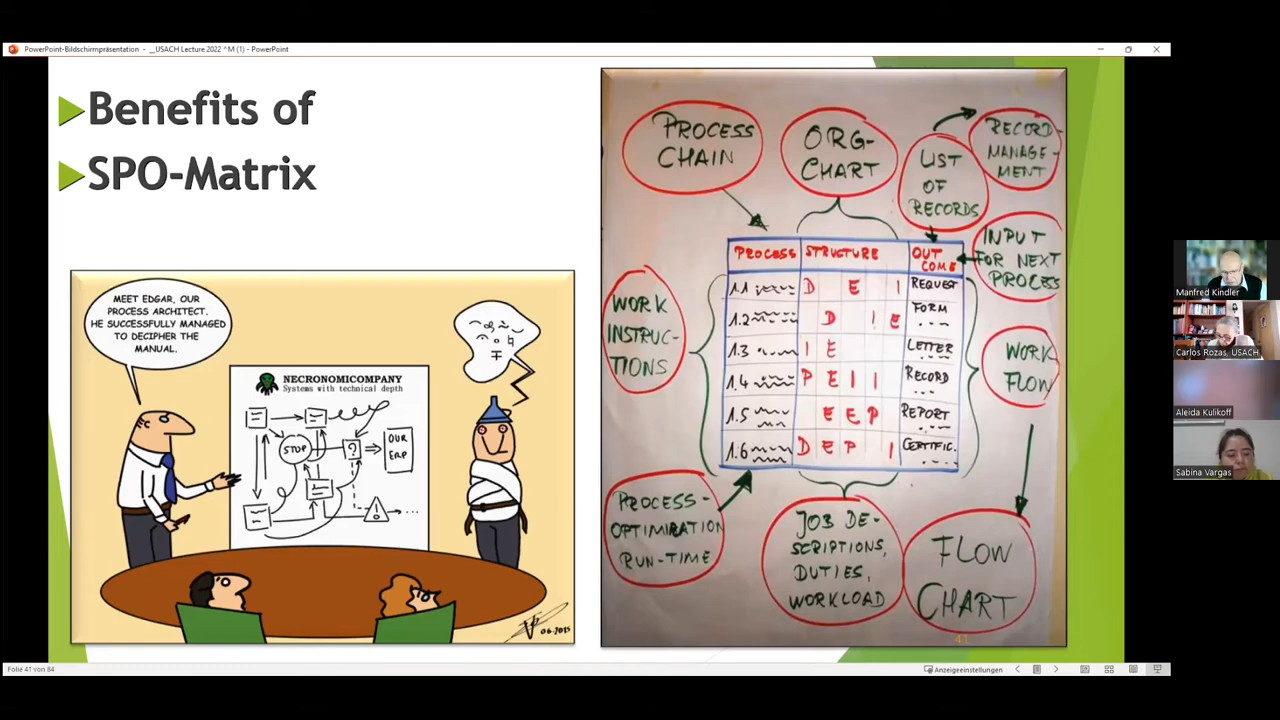 PowerPoint-Bildschirmpräsentation - __USACH Lecture 2022 ^M (1) - PowerPoint
Benefits of
SPO-Matrix
MEET EDGAR, OUR
PROCESS ARCHITECT.
HE SUCCESSFULLY MANAGED
TO DECIPHER THE
MANUAL.
NECRONOMICOMPANY
Systems with technical depth
STOP
?
OUR
ERP
!
...
06.2015
PROCESS
CHAIN
ORG-
CHART
LIST
OF
RECORDS
RECORD
MANAGE-
MENT
INPUT
FOR NEXT
PROCESS
WORK
INSTRUC-
TIONS
PROCESS STRUCTURE OUT
COME
1.1 D E I REQUEST
1.2 D I E FORM
1.3 I E LETTER
1.4 P E I I RECORD
1.5 E E P REPORT
1.6 D E P I CERTIFIC.
WORK
FLOW
PROCESS-
OPTIMIRATION
RUN-TIME
JOB DE-
SCRIPTIONS,
DUTIES,
WORKLOAD
FLOW
CHART
41
Manfred Kindler
Carlos Rozas, USACH
Aleida Kulikoff
Sabina Vargas
Folie 41 von 84
Anzeigeeinstellungen